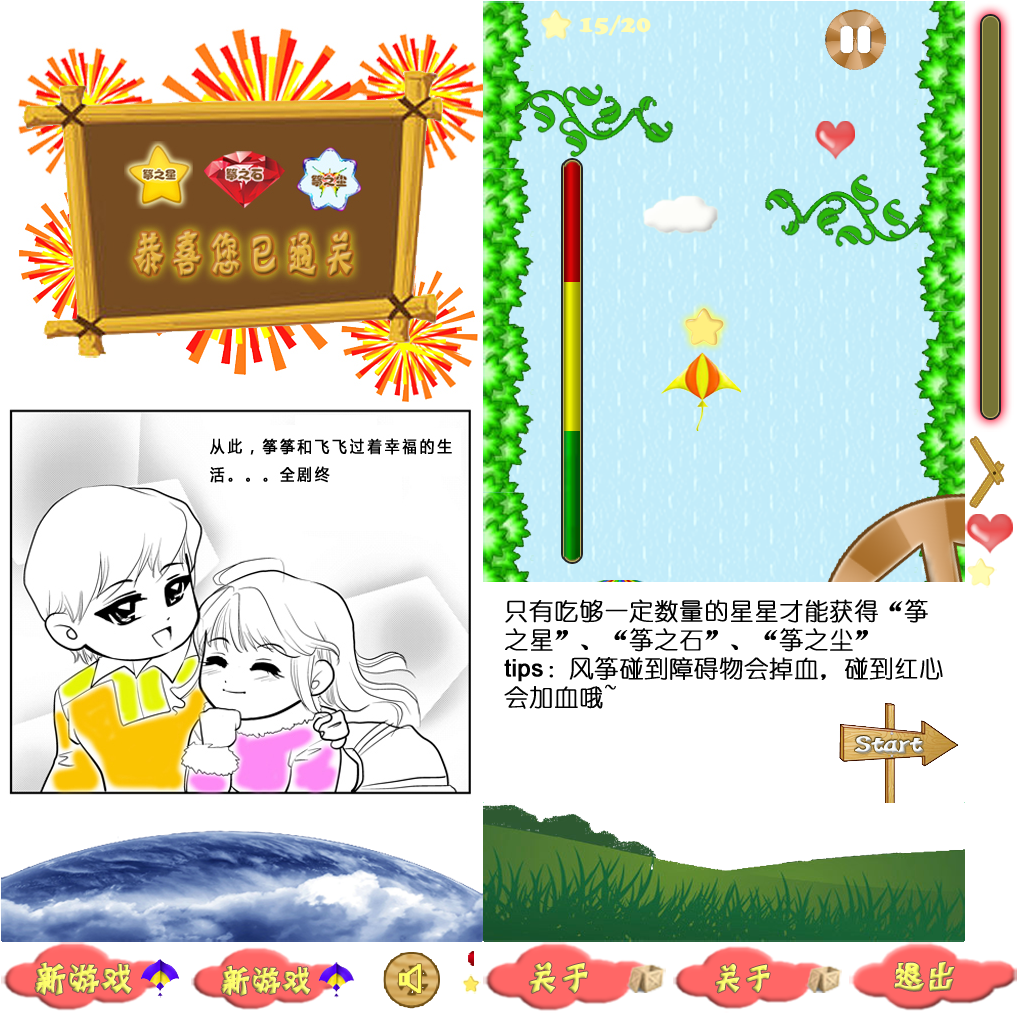 筝之星
筝之石
筝之尘
恭喜您已通关
15/20
从此，筝筝和飞飞过着幸福的生
活。。。全剧终
只有吃够一定数量的星星才能获得“筝
之星”、“筝之石”、“筝之尘”
tips：风筝碰到障碍物会掉血，碰到红心
会加血哦~
Start
新游戏
新游戏
关于
关于
退出